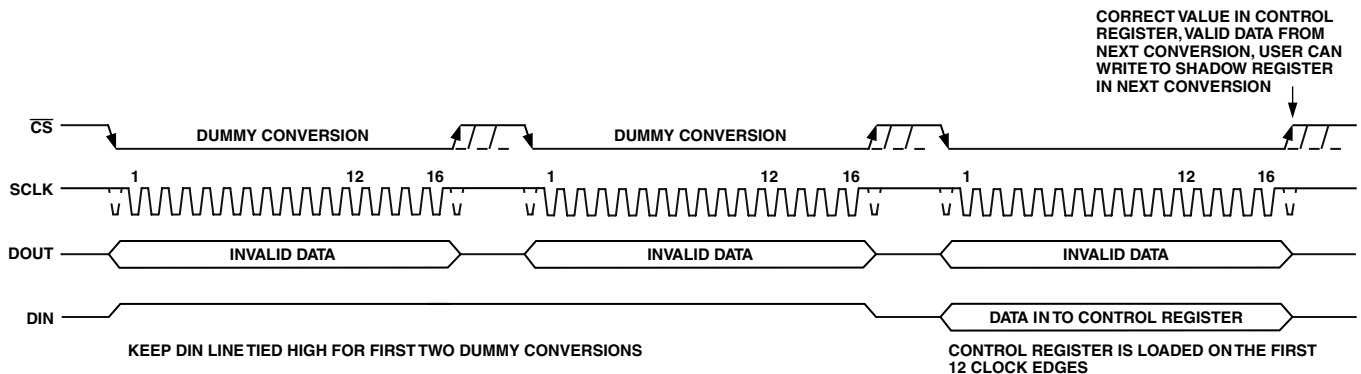 CORRECT VALUE IN CONTROL
REGISTER, VALID DATA FROM
NEXT CONVERSION, USER CAN
WRITE TO SHADOW REGISTER
IN NEXT CONVERSION
CS
DUMMY CONVERSION
DUMMY CONVERSION
SCLK
1 12 16
1 12 16
1 12 16
DOUT
INVALID DATA
INVALID DATA
INVALID DATA
DIN
DATA IN TO CONTROL REGISTER
KEEP DIN LINE TIED HIGH FOR FIRST TWO DUMMY CONVERSIONS
CONTROL REGISTER IS LOADED ON THE FIRST
12 CLOCK EDGES